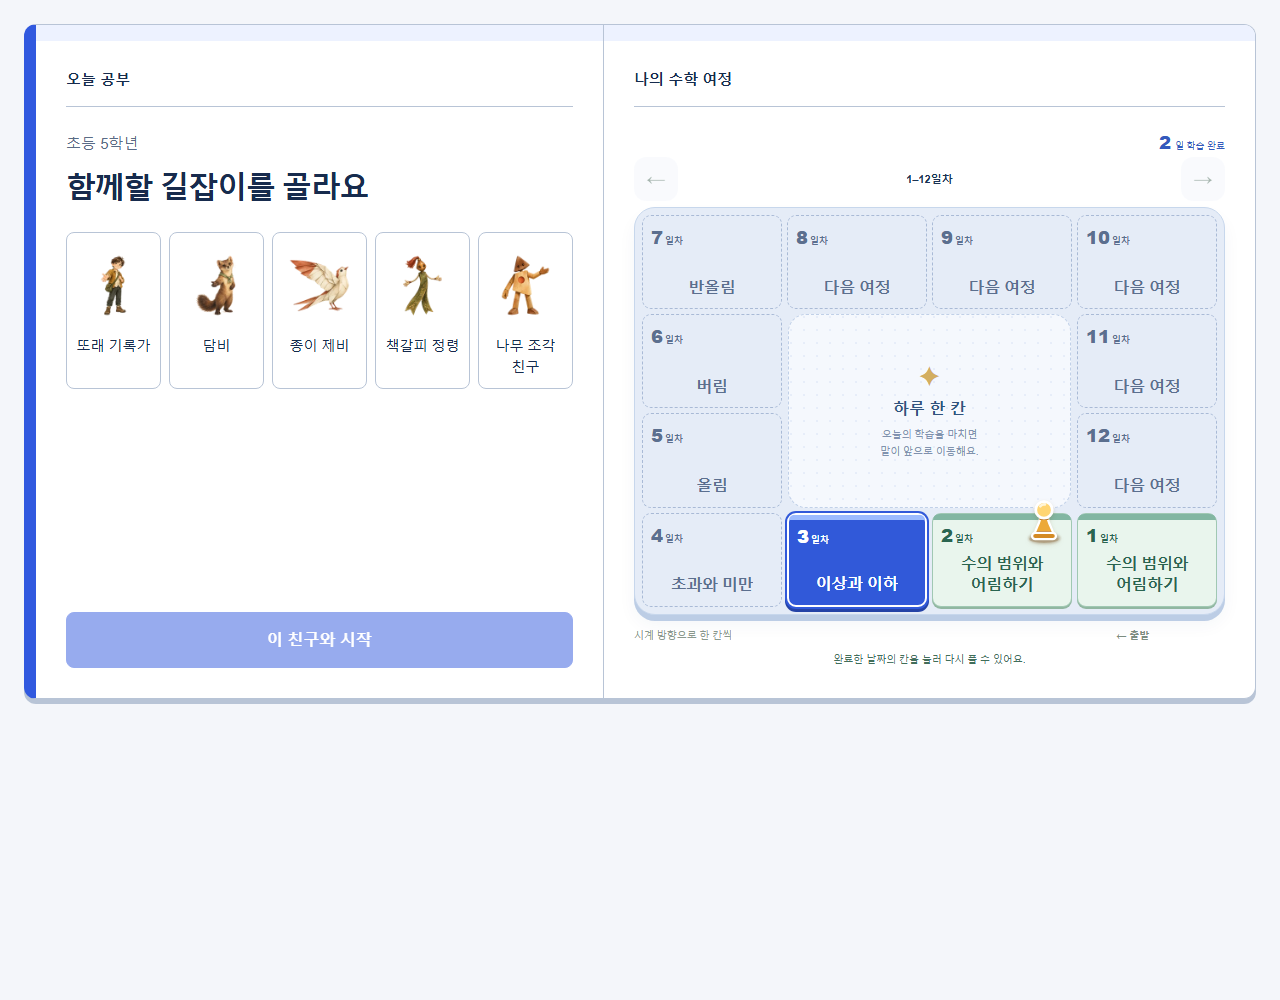 오늘 공부
초등 5학년
함께할 길잡이를 골라요
또래 기록가
담비
종이 제비
책갈피 정령
나무 조각
친구
이 친구와 시작
나의 수학 여정
2 일 학습 완료
←
1–12일차
→
7 일차
반올림
8 일차
다음 여정
9 일차
다음 여정
10 일차
다음 여정
6 일차
버림
하루 한 칸
오늘의 학습을 마치면
말이 앞으로 이동해요.
11 일차
다음 여정
5 일차
올림
12 일차
다음 여정
4 일차
초과와 미만
3 일차
이상과 이하
2 일차
수의 범위와
어림하기
1 일차
수의 범위와
어림하기
시계 방향으로 한 칸씩
← 출발
완료한 날짜의 칸을 눌러 다시 풀 수 있어요.